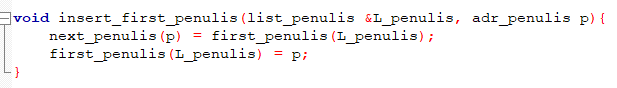 void insert_first_penulis(list_penulis &L_penulis, adr_penulis p){
    next_penulis(p) = first_penulis(L_penulis);
    first_penulis(L_penulis) = p;
}